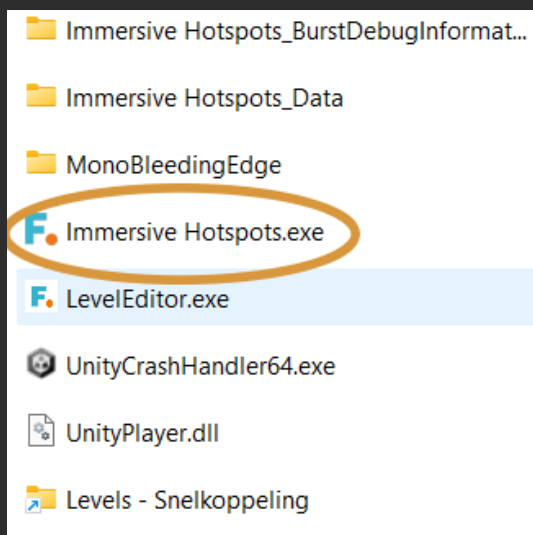 Immersive Hotspots_BurstDebugInformat...
Immersive Hotspots_Data
MonoBleedingEdge
F. Immersive Hotspots.exe
F. LevelEditor.exe
UnityCrashHandler64.exe
UnityPlayer.dll
Levels - Snelkoppeling